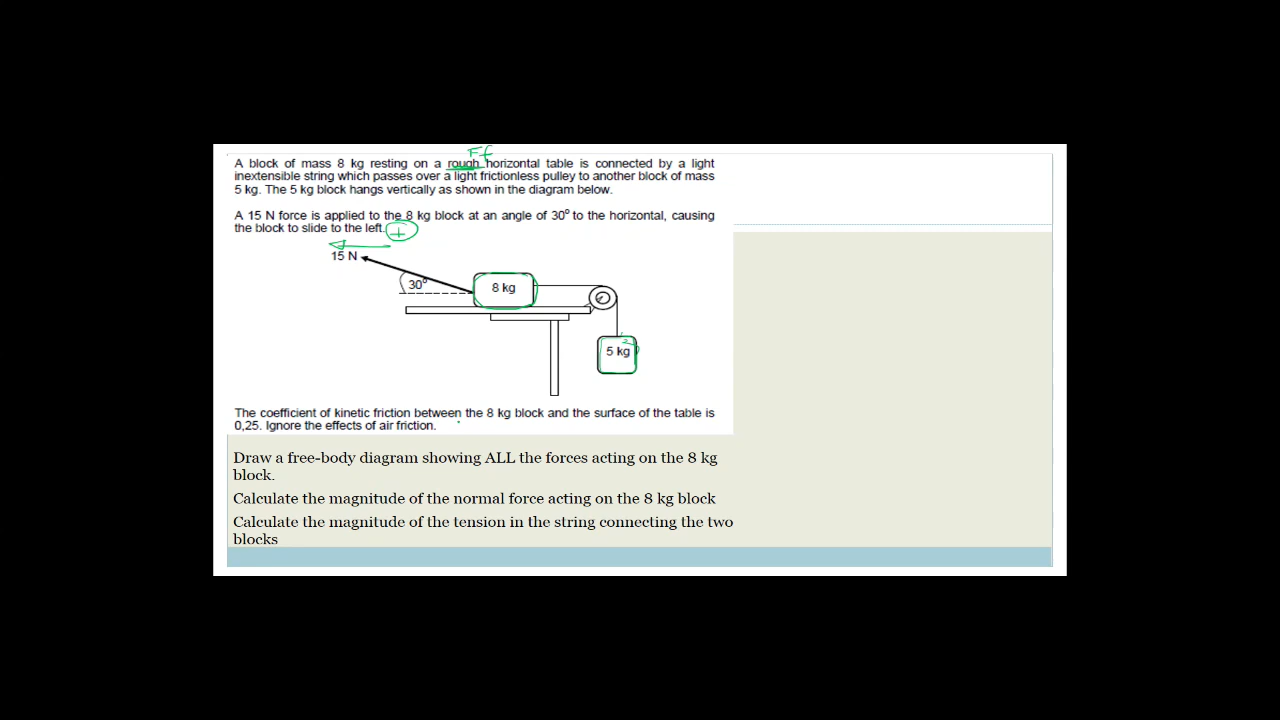 Ff
A block of mass 8 kg resting on a rough horizontal table is connected by a light
inextensible string which passes over a light frictionless pulley to another block of mass
5 kg. The 5 kg block hangs vertically as shown in the diagram below.
A 15 N force is applied to the 8 kg block at an angle of 30° to the horizontal, causing
the block to slide to the left. +
15 N
30°
8 kg
5 kg
The coefficient of kinetic friction between the 8 kg block and the surface of the table is
0,25. Ignore the effects of air friction.
Draw a free-body diagram showing ALL the forces acting on the 8 kg
block.
Calculate the magnitude of the normal force acting on the 8 kg block
Calculate the magnitude of the tension in the string connecting the two
blocks